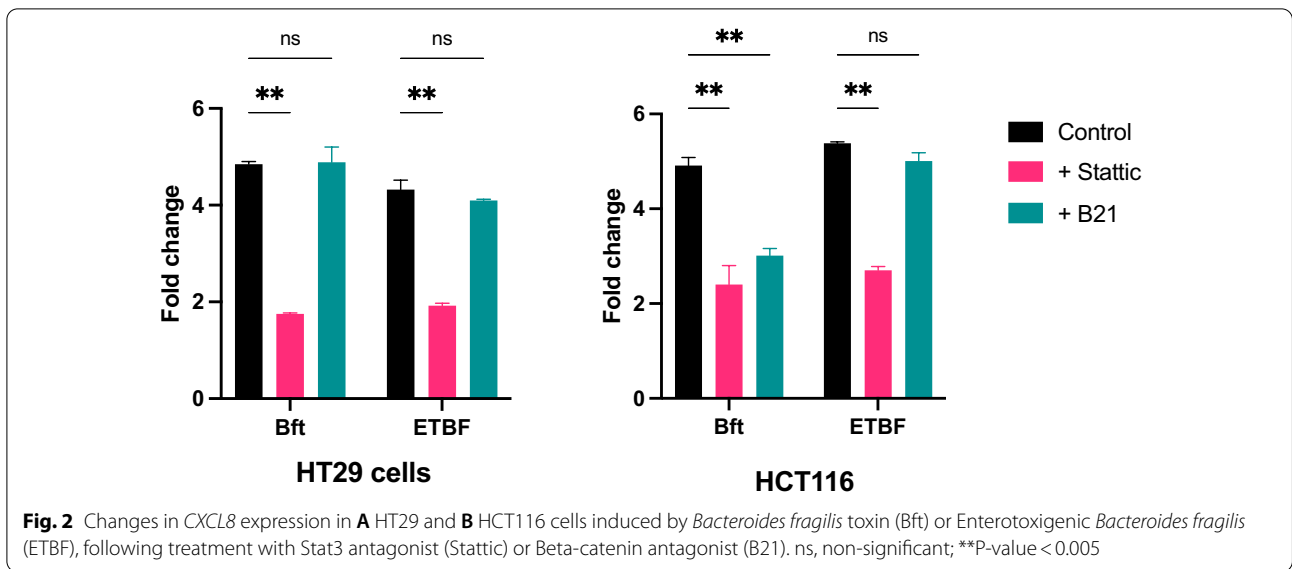 ns
ns
**
**
6
4
2
0
Fold change
Bft
ETBF
HT29 cells
**
ns
**
**
6
4
2
0
Fold change
Bft
ETBF
HCT116
Control
+ Stattic
+ B21
Fig. 2 Changes in CXCL8 expression in A HT29 and B HCT116 cells induced by Bacteroides fragilis toxin (Bft) or Enterotoxigenic Bacteroides fragilis
(ETBF), following treatment with Stat3 antagonist (Stattic) or Beta-catenin antagonist (B21). ns, non-significant; **P-value < 0.005